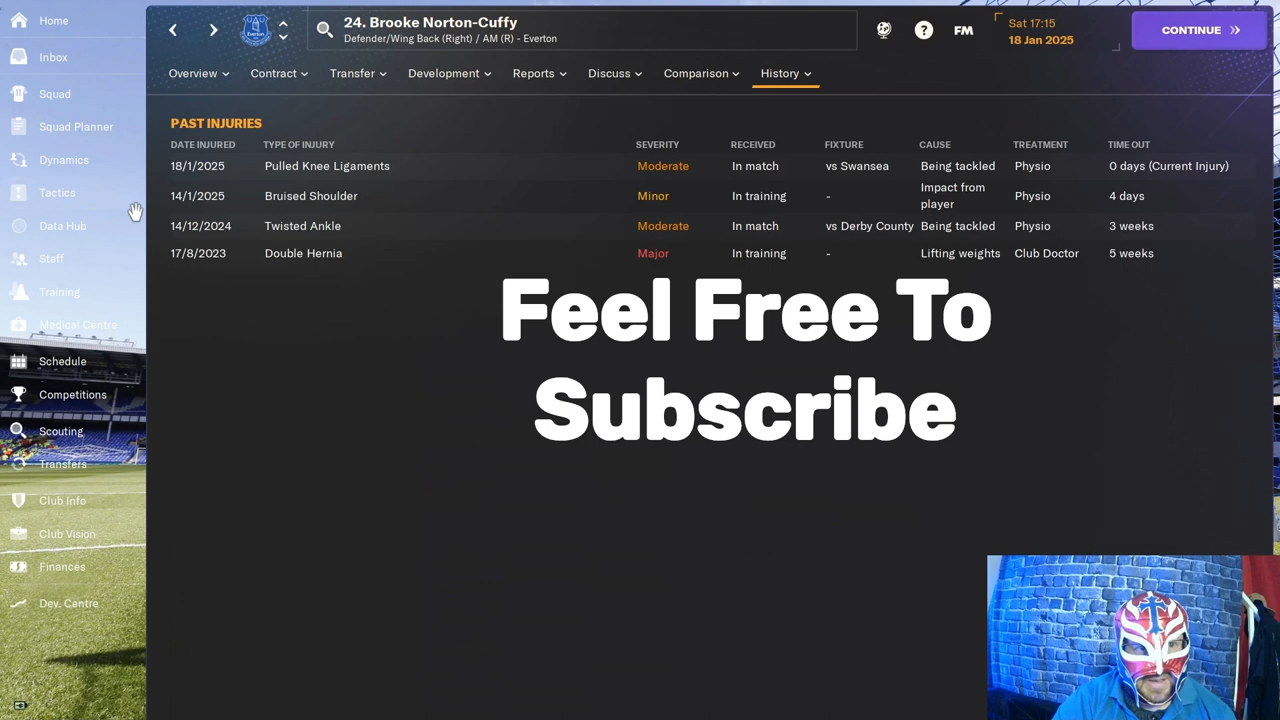 Home
Inbox
Squad
Squad Planner
Dynamics
Tactics
Data Hub
Staff
Training
Medical Centre
Schedule
Competitions
Scouting
Transfers
Club Info
Club Vision
Finances
Dev. Centre
Everton
24. Brooke Norton-Cuffy
Defender/Wing Back (Right) / AM (R) - Everton
?
FM
Sat 17:15
18 Jan 2025
CONTINUE
Overview Contract Transfer Development Reports Discuss Comparison History
PAST INJURIES
DATE INJURED TYPE OF INJURY SEVERITY RECEIVED FIXTURE CAUSE TREATMENT TIME OUT
18/1/2025 Pulled Knee Ligaments Moderate In match vs Swansea Being tackled Physio 0 days (Current Injury)
14/1/2025 Bruised Shoulder Minor In training - Impact from player Physio 4 days
14/12/2024 Twisted Ankle Moderate In match vs Derby County Being tackled Physio 3 weeks
17/8/2023 Double Hernia Major In training - Lifting weights Club Doctor 5 weeks
Feel Free To
Subscribe